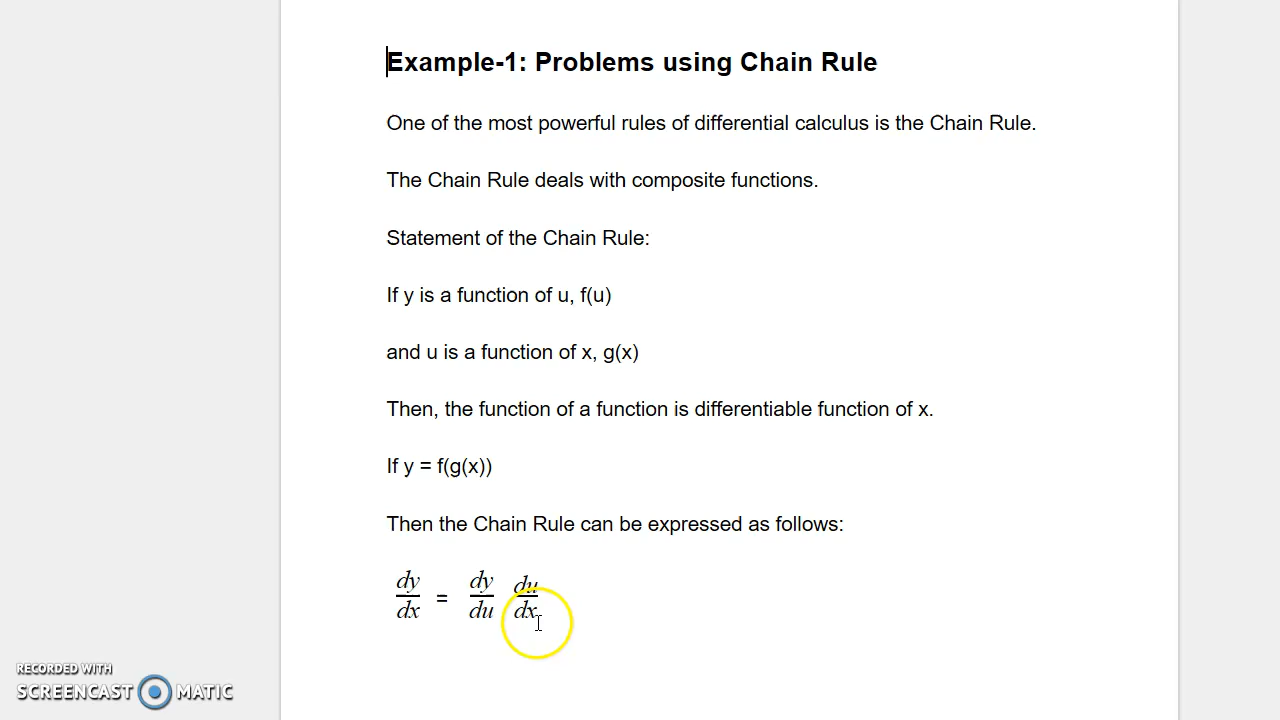 Example-1: Problems using Chain Rule
One of the most powerful rules of differential calculus is the Chain Rule.
The Chain Rule deals with composite functions.
Statement of the Chain Rule:
If y is a function of u, f(u)
and u is a function of x, g(x)
Then, the function of a function is differentiable function of x.
If y = f(g(x))
Then the Chain Rule can be expressed as follows:
dy/dx = dy/du du/dx
RECORDED WITH
SCREENCAST MATIC